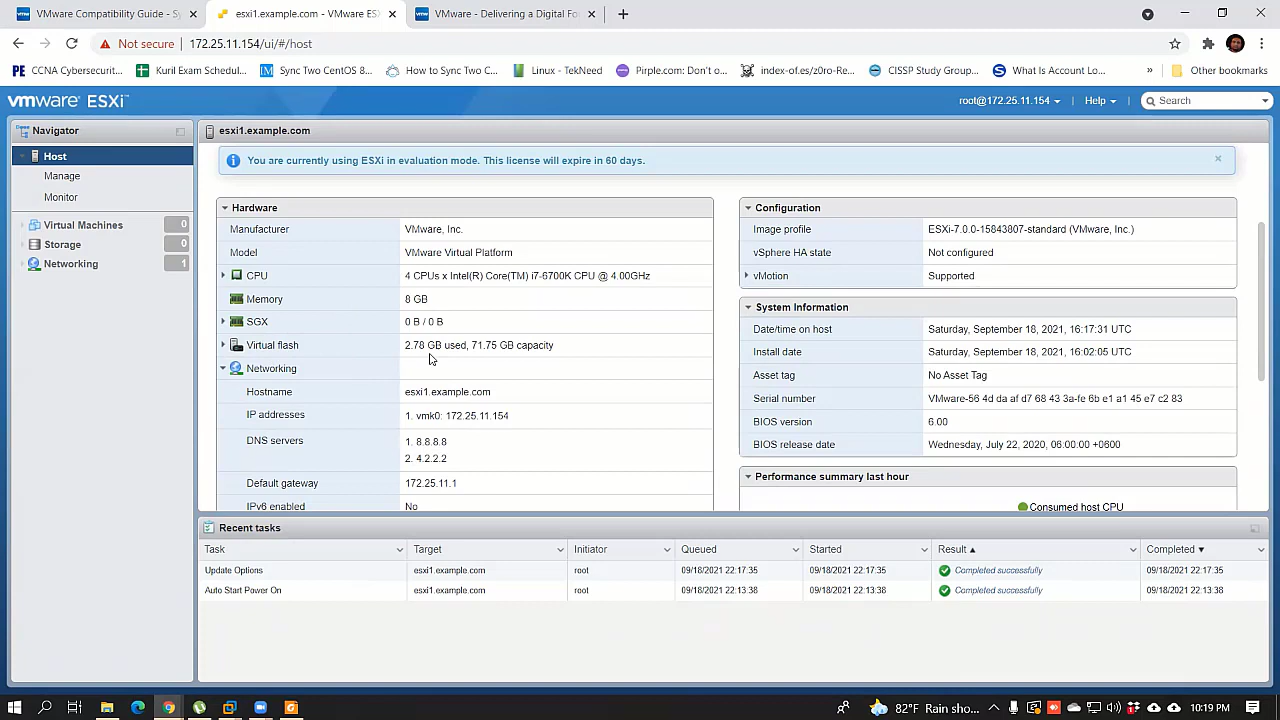 VMware Compatibility Guide - Sy
esxi1.example.com - VMware ES
VMware - Delivering a Digital Fo
Not secure
172.25.11.154/ui/#/host
CCNA Cybersecurit...
Kuril Exam Schedul...
Sync Two CentOS 8...
How to Sync Two C...
Linux - TekNeed
Pirple.com: Don't o...
index-of.es/z0ro-Re...
CISSP Study Group...
What Is Account Lo...
»
Other bookmarks
vmware ESXi™
root@172.25.11.154
Help
Search
Navigator
Host
Manage
Monitor
Virtual Machines 0
Storage 0
Networking 1
esxi1.example.com
You are currently using ESXi in evaluation mode. This license will expire in 60 days.
Hardware
Manufacturer VMware, Inc.
Model VMware Virtual Platform
CPU 4 CPUs x Intel(R) Core(TM) i7-6700K CPU @ 4.00GHz
Memory 8 GB
SGX 0 B / 0 B
Virtual flash 2.78 GB used, 71.75 GB capacity
Networking
Hostname esxi1.example.com
IP addresses 1. vmk0: 172.25.11.154
DNS servers 1. 8.8.8.8
2. 4.2.2.2
Default gateway 172.25.11.1
IPv6 enabled No
Configuration
Image profile ESXi-7.0.0-15843807-standard (VMware, Inc.)
vSphere HA state Not configured
vMotion Supported
System Information
Date/time on host Saturday, September 18, 2021, 16:17:31 UTC
Install date Saturday, September 18, 2021, 16:02:05 UTC
Asset tag No Asset Tag
Serial number VMware-56 4d da af d7 68 43 3a-fe 6b e1 a1 45 e7 c2 83
BIOS version 6.00
BIOS release date Wednesday, July 22, 2020, 06:00:00 +0600
Performance summary last hour
Consumed host CPU
Recent tasks
Task Target Initiator Queued Started Result Completed
Update Options esxi1.example.com root 09/18/2021 22:17:35 09/18/2021 22:17:35 Completed successfully 09/18/2021 22:17:35
Auto Start Power On esxi1.example.com root 09/18/2021 22:13:38 09/18/2021 22:13:38 Completed successfully 09/18/2021 22:13:38
82°F Rain sho...
10:19 PM